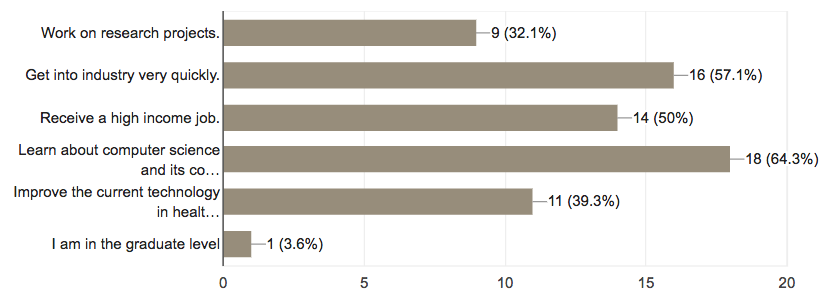 Work on research projects.
9 (32.1%)
Get into industry very quickly.
16 (57.1%)
Receive a high income job.
14 (50%)
Learn about computer science
and its co…
18 (64.3%)
Improve the current technology
in healt…
11 (39.3%)
I am in the graduate level
1 (3.6%)
0 5 10 15 20